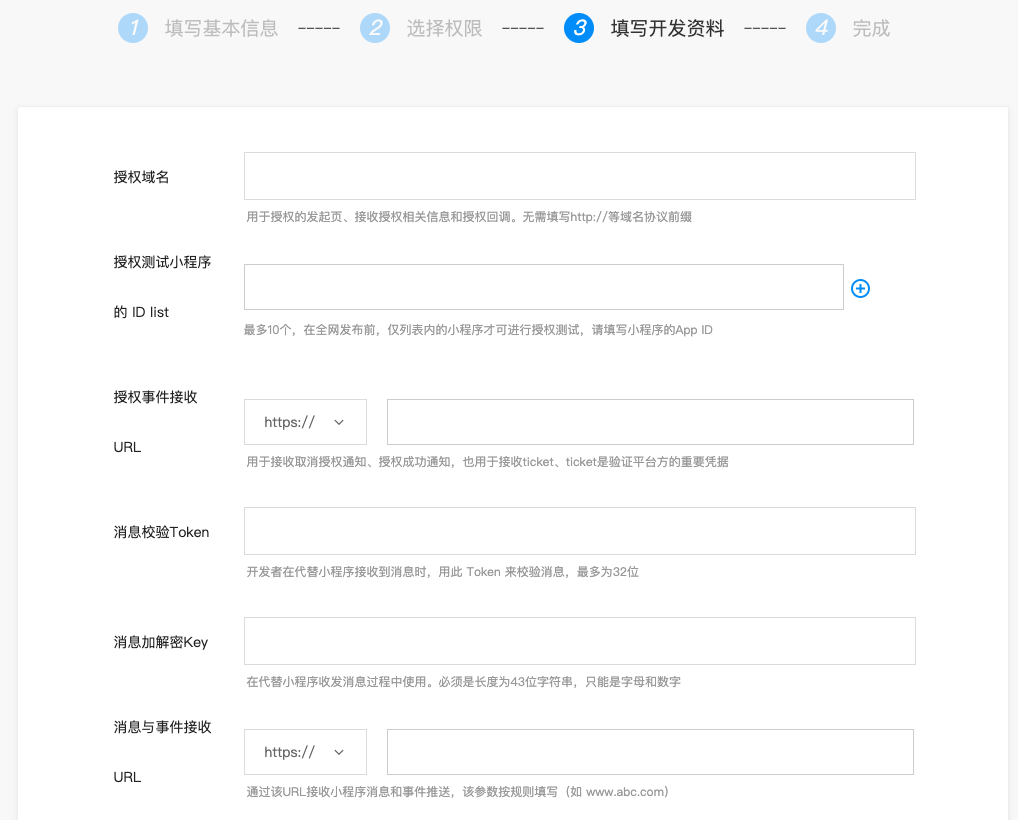 1 填写基本信息 ----- 2 选择权限 ----- 3 填写开发资料 ----- 4 完成
授权域名
用于授权的发起页、接收授权相关信息和授权回调。无需填写http://等域名协议前缀
授权测试小程序
的 ID list
最多10个，在全网发布前，仅列表内的小程序才可进行授权测试，请填写小程序的App ID
授权事件接收
URL
https://
用于接收取消授权通知、授权成功通知，也用于接收ticket、ticket是验证平台方的重要凭据
消息校验Token
开发者在代替小程序接收到消息时，用此 Token 来校验消息，最多为32位
消息加解密Key
在代替小程序收发消息过程中使用。必须是长度为43位字符串，只能是字母和数字
消息与事件接收
URL
https://
通过该URL接收小程序消息和事件推送，该参数按规则填写（如 www.abc.com）